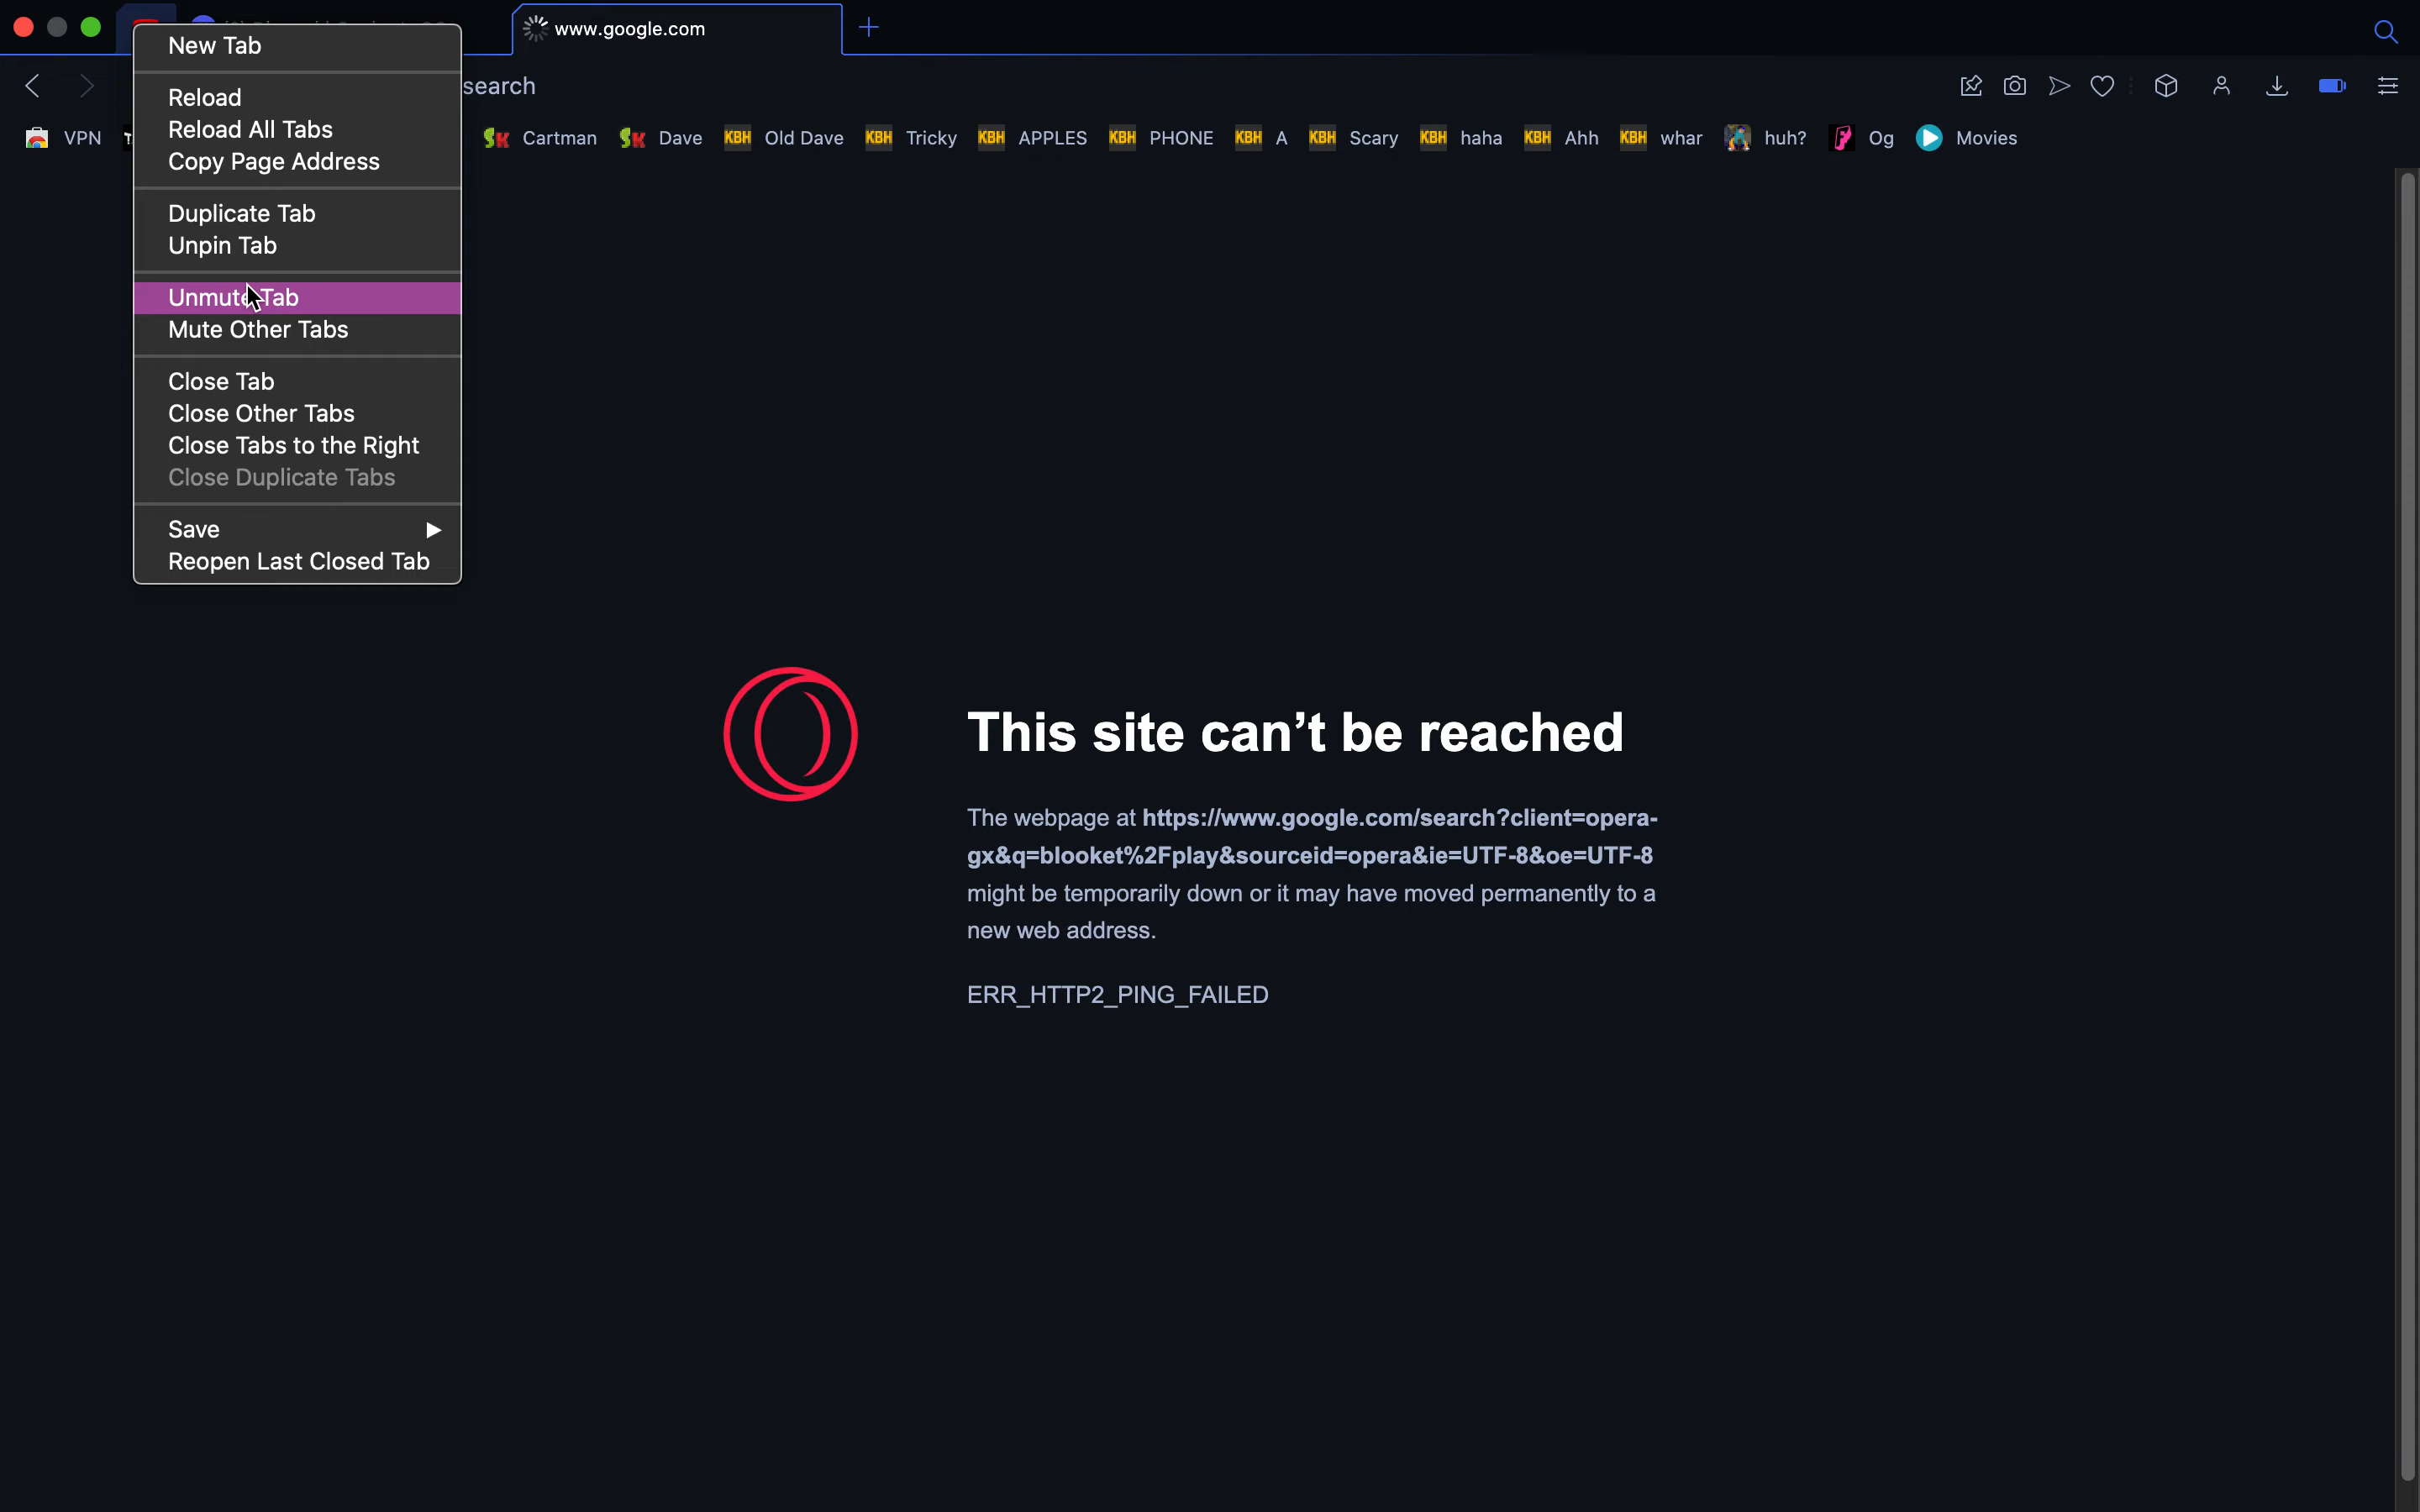 www.google.com
search
VPN
SK Cartman SK Dave KBH Old Dave KBH Tricky KBH APPLES KBH PHONE KBH A KBH Scary KBH haha KBH Ahh KBH whar huh? Og Movies
New Tab
Reload
Reload All Tabs
Copy Page Address
Duplicate Tab
Unpin Tab
Unmute Tab
Mute Other Tabs
Close Tab
Close Other Tabs
Close Tabs to the Right
Close Duplicate Tabs
Save
Reopen Last Closed Tab
This site can’t be reached
The webpage at https://www.google.com/search?client=opera-
gx&q=blooket%2Fplay&sourceid=opera&ie=UTF-8&oe=UTF-8
might be temporarily down or it may have moved permanently to a
new web address.
ERR_HTTP2_PING_FAILED